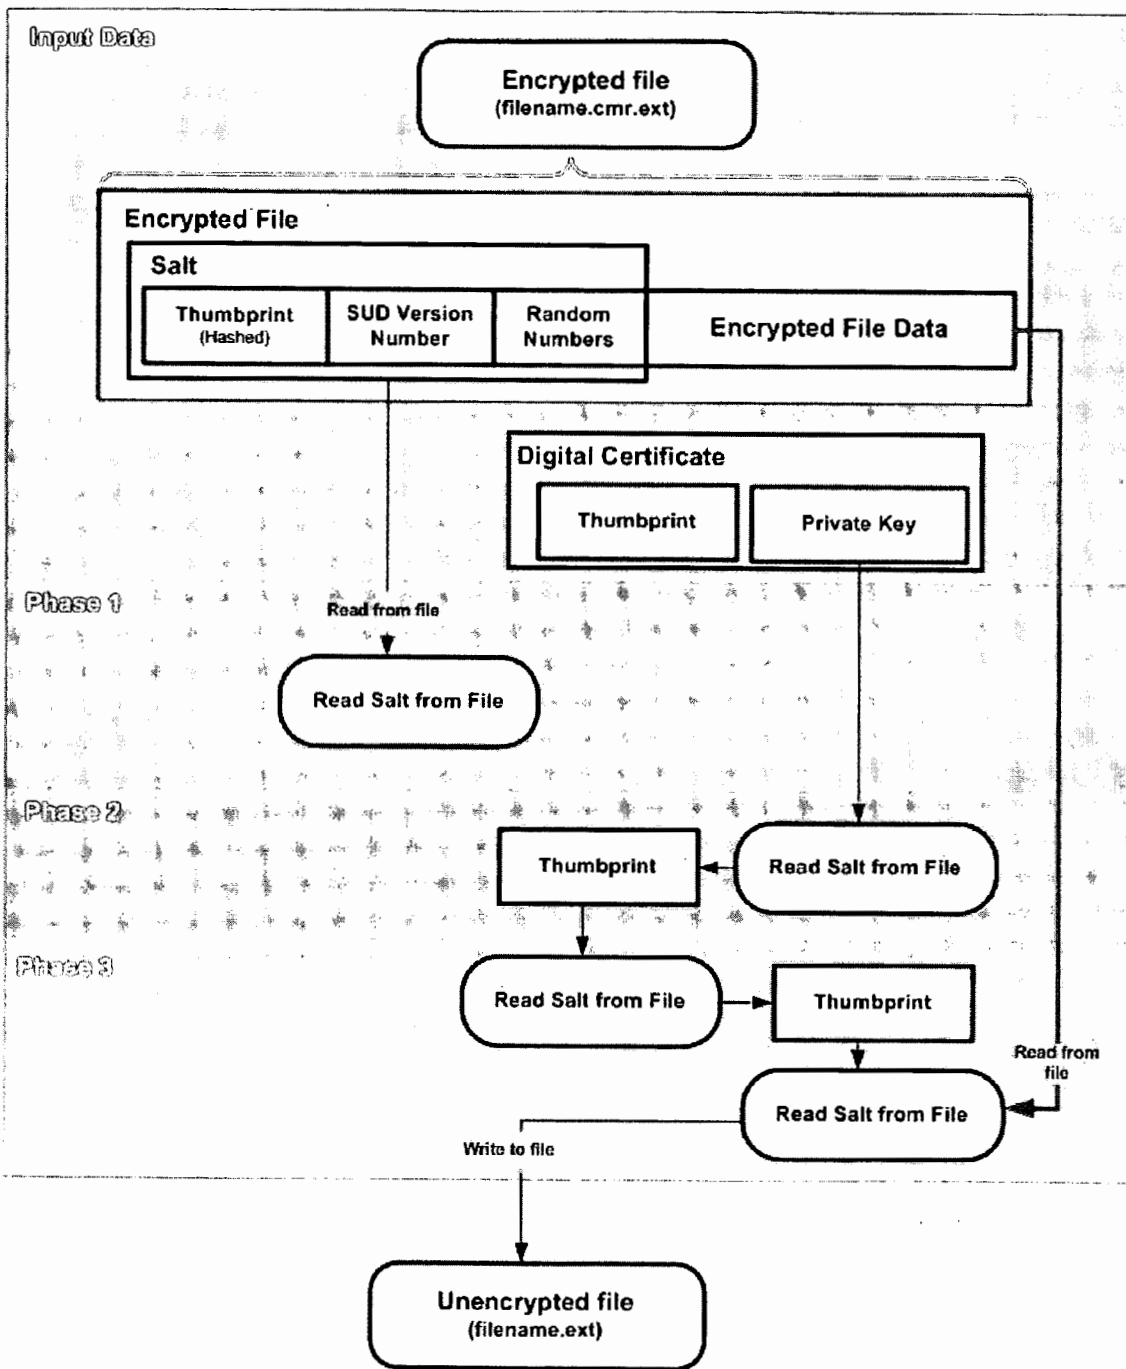 Input Data
Encrypted file
(filename.cmr.ext)
Encrypted File
Salt
Thumbprint
(Hashed)
SUD Version
Number
Random
Numbers
Encrypted File Data
Digital Certificate
Thumbprint
Private Key
Phase 1
Read from file
Read Salt from File
Phase 2
Thumbprint
Read Salt from File
Phase 3
Read Salt from File
Thumbprint
Read from
file
Read Salt from File
Write to file
Unencrypted file
(filename.ext)